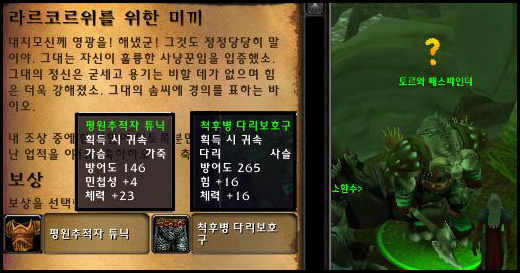 라르코르위를 위한 미끼
대지모신께 영광을! 해냈군! 그것도 정정당당히 말
이야. 그대는 자신이 훌륭한 사냥꾼임을 입증했소.
그대의 정신은 굳세고 용기는 비할 데가 없으며 힘
은 더욱 강해졌소. 그대의 솜씨에 경의를 표하는 바
이오.
내 조상 중에
난 업적을
보상
보상을 선택
평원추적자 튜닉
획득 시 귀속
가슴 가죽
방어도 146
민첩성 +4
체력 +23
척후병 다리보호구
획득 시 귀속
다리 사슬
방어도 265
힘 +16
체력 +16
평원추적자 튜닉
척후병 다리보호
구
?
토르와 패스파인더
소환수>